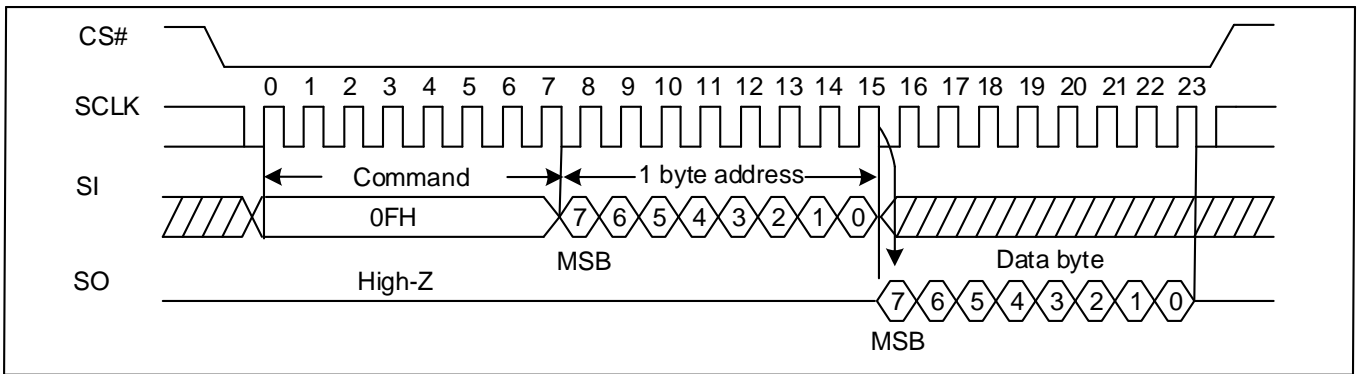 CS#
0 1 2 3 4 5 6 7 8 9 10 11 12 13 14 15 16 17 18 19 20 21 22 23
SCLK
Command 1 byte address
SI
0FH 7 6 5 4 3 2 1 0
MSB Data byte
SO High-Z
7 6 5 4 3 2 1 0
MSB